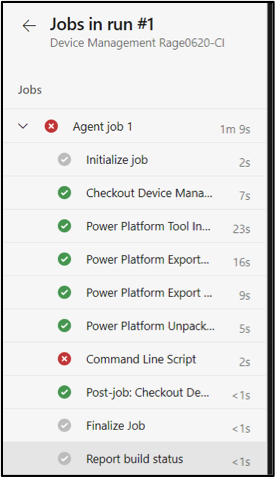 Jobs in run #1
Device Management Rage0620-CI
Jobs
Agent job 1 1m 9s
Initialize job 2s
Checkout Device Mana... 7s
Power Platform Tool In... 23s
Power Platform Export... 16s
Power Platform Export ... 9s
Power Platform Unpack... 5s
Command Line Script 2s
Post-job: Checkout De... <1s
Finalize Job <1s
Report build status <1s